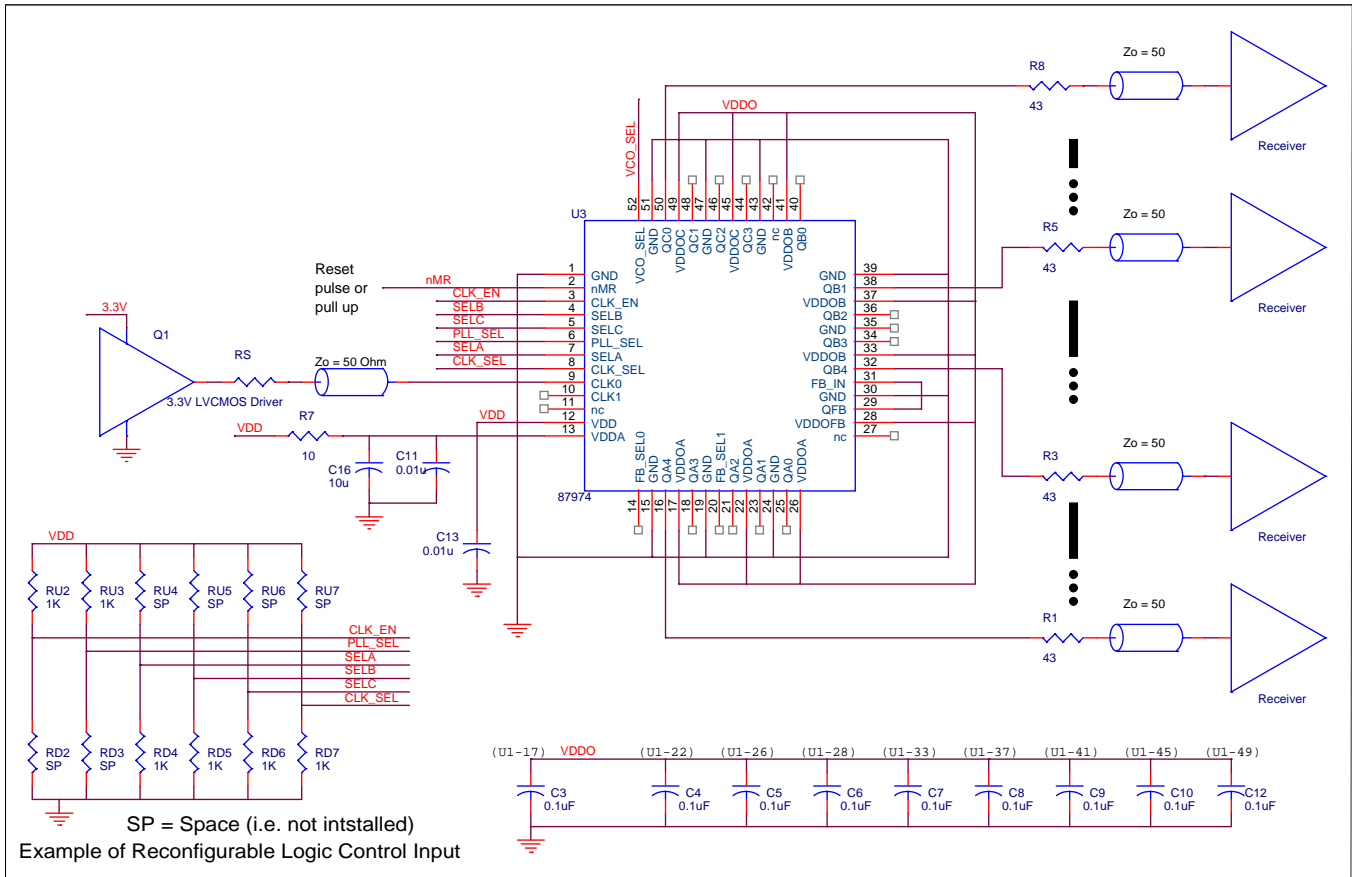 R8
43
Zo = 50
Receiver
VDDO
VCO_SEL
R5
43
Zo = 50
Receiver
U3
52
51
50
49
48
47
46
45
44
43
42
41
40
VCO_SEL
GND
QC0
VDDOC
QC1
GND
QC2
VDDOC
QC3
GND
nc
VDDOB
QB0
Reset
pulse or
pull up
nMR
CLK_EN
SELB
SELC
PLL_SEL
SELA
CLK_SEL
1 GND
2 nMR
3 CLK_EN
4 SELB
5 SELC
6 PLL_SEL
7 SELA
8 CLK_SEL
9 CLK0
10 CLK1
11 nc
12 VDD
13 VDDA
GND 39
QB1 38
VDDOB 37
QB2 36
GND 35
QB3 34
VDDOB 33
QB4 32
FB_IN 31
GND 30
QFB 29
VDDOFB 28
nc 27
3.3V
Q1
RS
Zo = 50 Ohm
3.3V LVCMOS Driver
VDD
R7
10
VDD
C16
10u
C11
0.01u
C13
0.01u
FB_SEL0
GND
QA4
VDDOA
QA3
GND
FB_SEL1
QA2
VDDOA
QA1
GND
QA0
VDDOA
87974
14
15
16
17
18
19
20
21
22
23
24
25
26
R3
43
Zo = 50
Receiver
R1
43
Zo = 50
Receiver
VDD
RU2
1K
RU3
1K
RU4
SP
RU5
SP
RU6
SP
RU7
SP
CLK_EN
PLL_SEL
SELA
SELB
SELC
CLK_SEL
RD2
SP
RD3
SP
RD4
1K
RD5
1K
RD6
1K
RD7
1K
SP = Space (i.e. not intstalled)
Example of Reconfigurable Logic Control Input
(U1-17) VDDO (U1-22) (U1-26) (U1-28) (U1-33) (U1-37) (U1-41) (U1-45) (U1-49)
C3
0.1uF
C4
0.1uF
C5
0.1uF
C6
0.1uF
C7
0.1uF
C8
0.1uF
C9
0.1uF
C10
0.1uF
C12
0.1uF